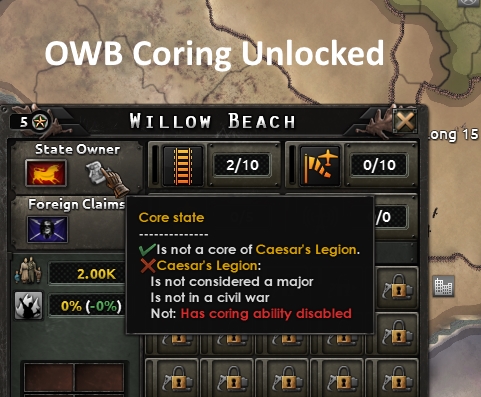 OWB Coring Unlocked
5
WILLOW BEACH
ong 15
State Owner
2/10
0/10
Foreign Claims
/0
Core state
--------------
Is not a core of Caesar's Legion.
Caesar's Legion:
Is not considered a major
Is not in a civil war
Not: Has coring ability disabled
2.00K
0% (-0%)